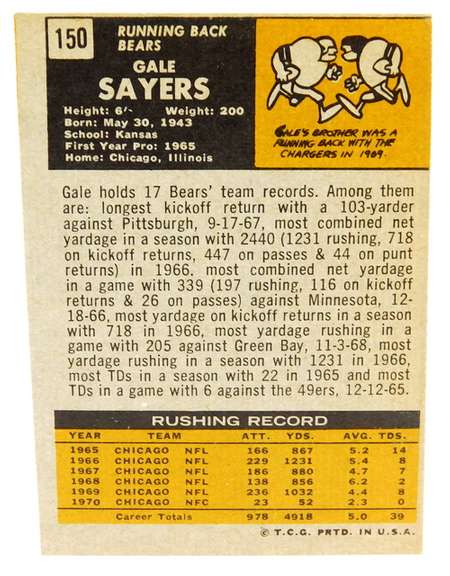 150
RUNNING BACK
BEARS
GALE
SAYERS
Height: 6'- Weight: 200
Born: May 30, 1943
School: Kansas
First Year Pro: 1965
Home: Chicago, Illinois
GALE'S BROTHER WAS A
RUNNING BACK WITH THE
CHARGERS IN 1969.
Gale holds 17 Bears' team records. Among them
are: longest kickoff return with a 103-yarder
against Pittsburgh, 9-17-67, most combined net
yardage in a season with 2440 (1231 rushing, 718
on kickoffs, 447 on passes & 44 on punt
returns) in 1966, most combined net yardage
in a game with 339 (197 rushing, 116 on kickoff
returns & 26 on passes) against Minnesota, 12-
18-66, most yardage on kickoff returns in a season
with 718 in 1966, most yardage rushing in a
game with 205 against Green Bay, 11-3-68, most
yardage rushing in a season with 1231 in 1966,
most TDs in a season with 22 in 1965 and most
TDs in a game with 6 against the 49ers, 12-12-65.
RUSHING RECORD
YEAR TEAM ATT. YDS. AVG. TDS.
1965 CHICAGO NFL 166 867 5.2 14
1966 CHICAGO NFL 229 1231 5.4 8
1967 CHICAGO NFL 186 880 4.7 7
1968 CHICAGO NFL 138 856 6.2 2
1969 CHICAGO NFL 236 1032 4.4 8
1970 CHICAGO NFC 23 52 2.3 0
Career Totals 978 4918 5.0 39
© T.C.G. PRTD. IN U.S.A.